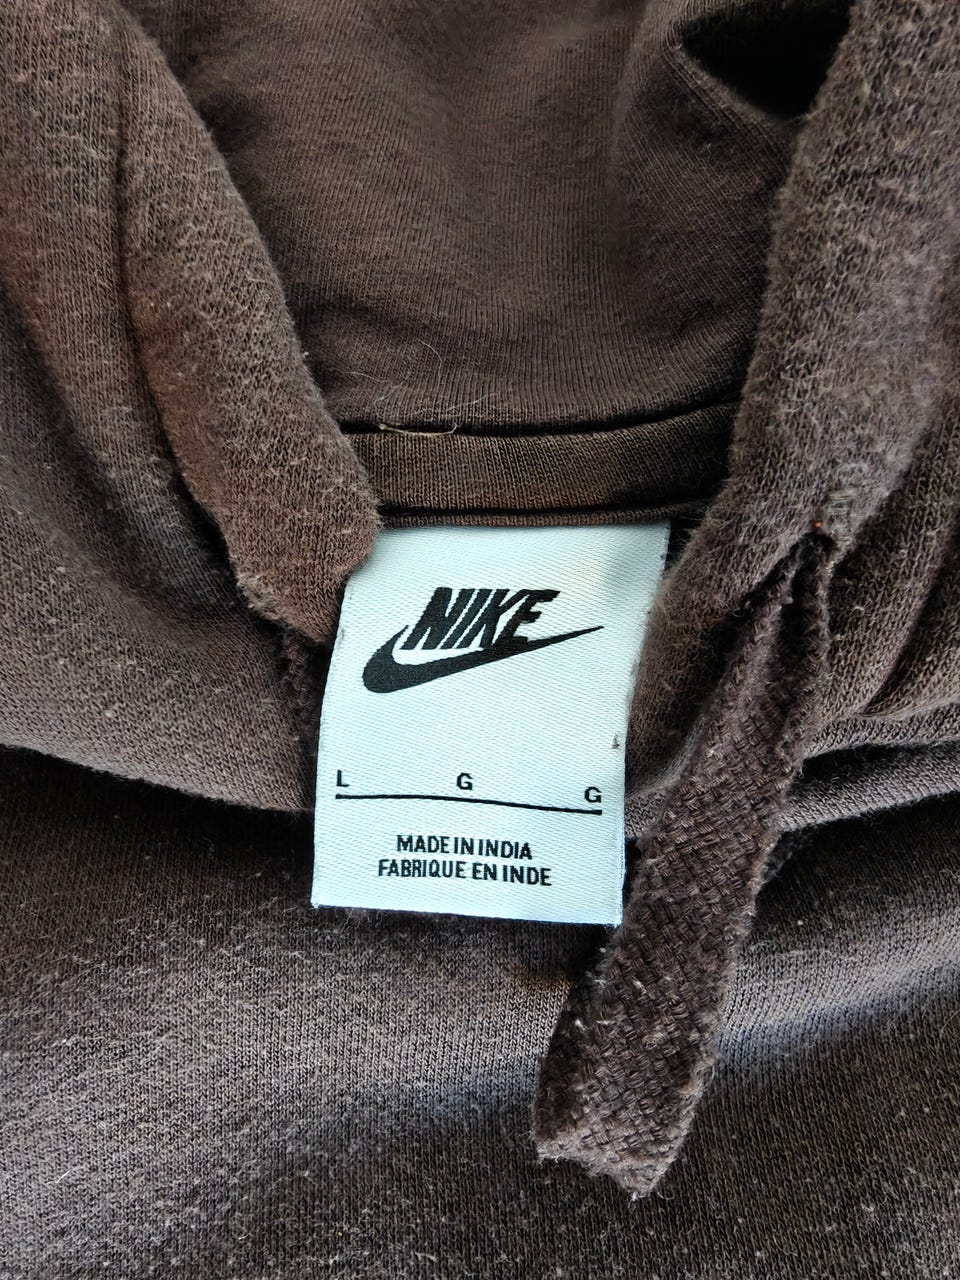 NIKE
L G G
MADE IN INDIA
FABRIQUE EN INDE